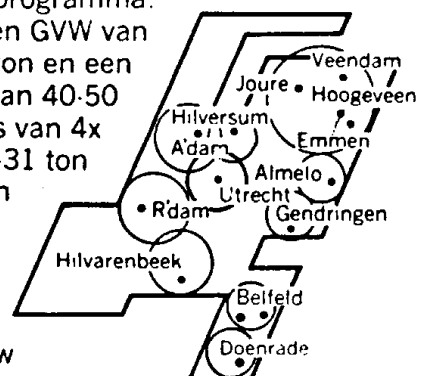 programma.
en GVW van
on en een
an 40-50
s van 4x
-31 ton
n
w
Veendam
Joure
Hoogeveen
Hilversum
A'dam
Emmen
Almelo
Utrecht
R'dam
Gendringen
Hilvarenbeek
Belfeld
Doenrade